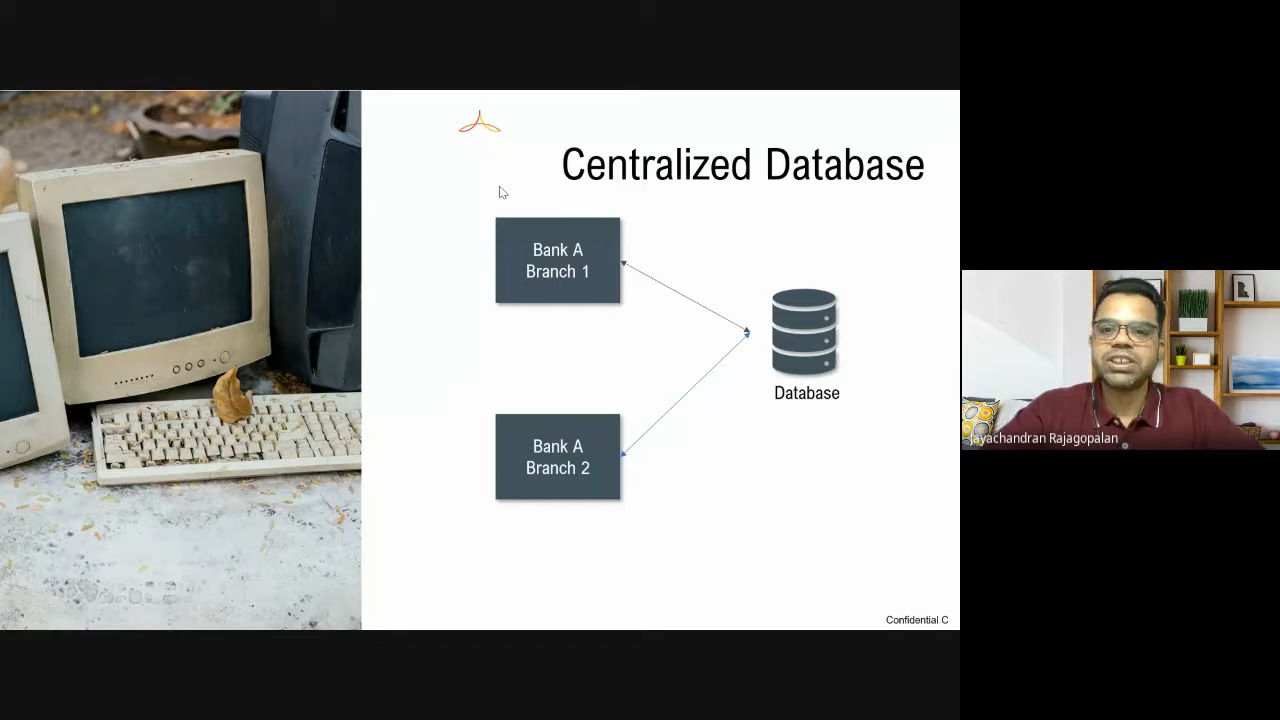 Centralized Database
Bank A
Branch 1
Database
Bank A
Branch 2
Confidential C
Jayachandran Rajagopalan